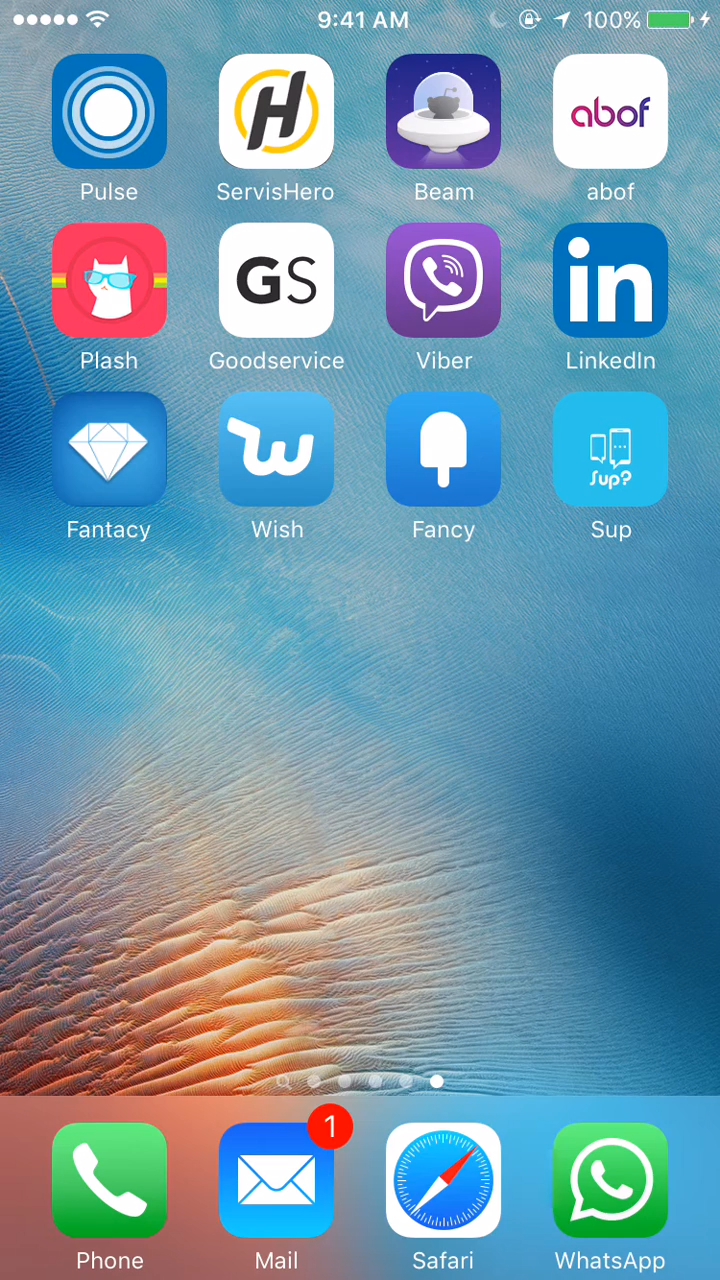 9:41 AM 100%
H
abof
Pulse ServisHero Beam abof
GS
in
Plash Goodservice Viber LinkedIn
w
Sup?
Fantacy Wish Fancy Sup
1
Phone Mail Safari WhatsApp